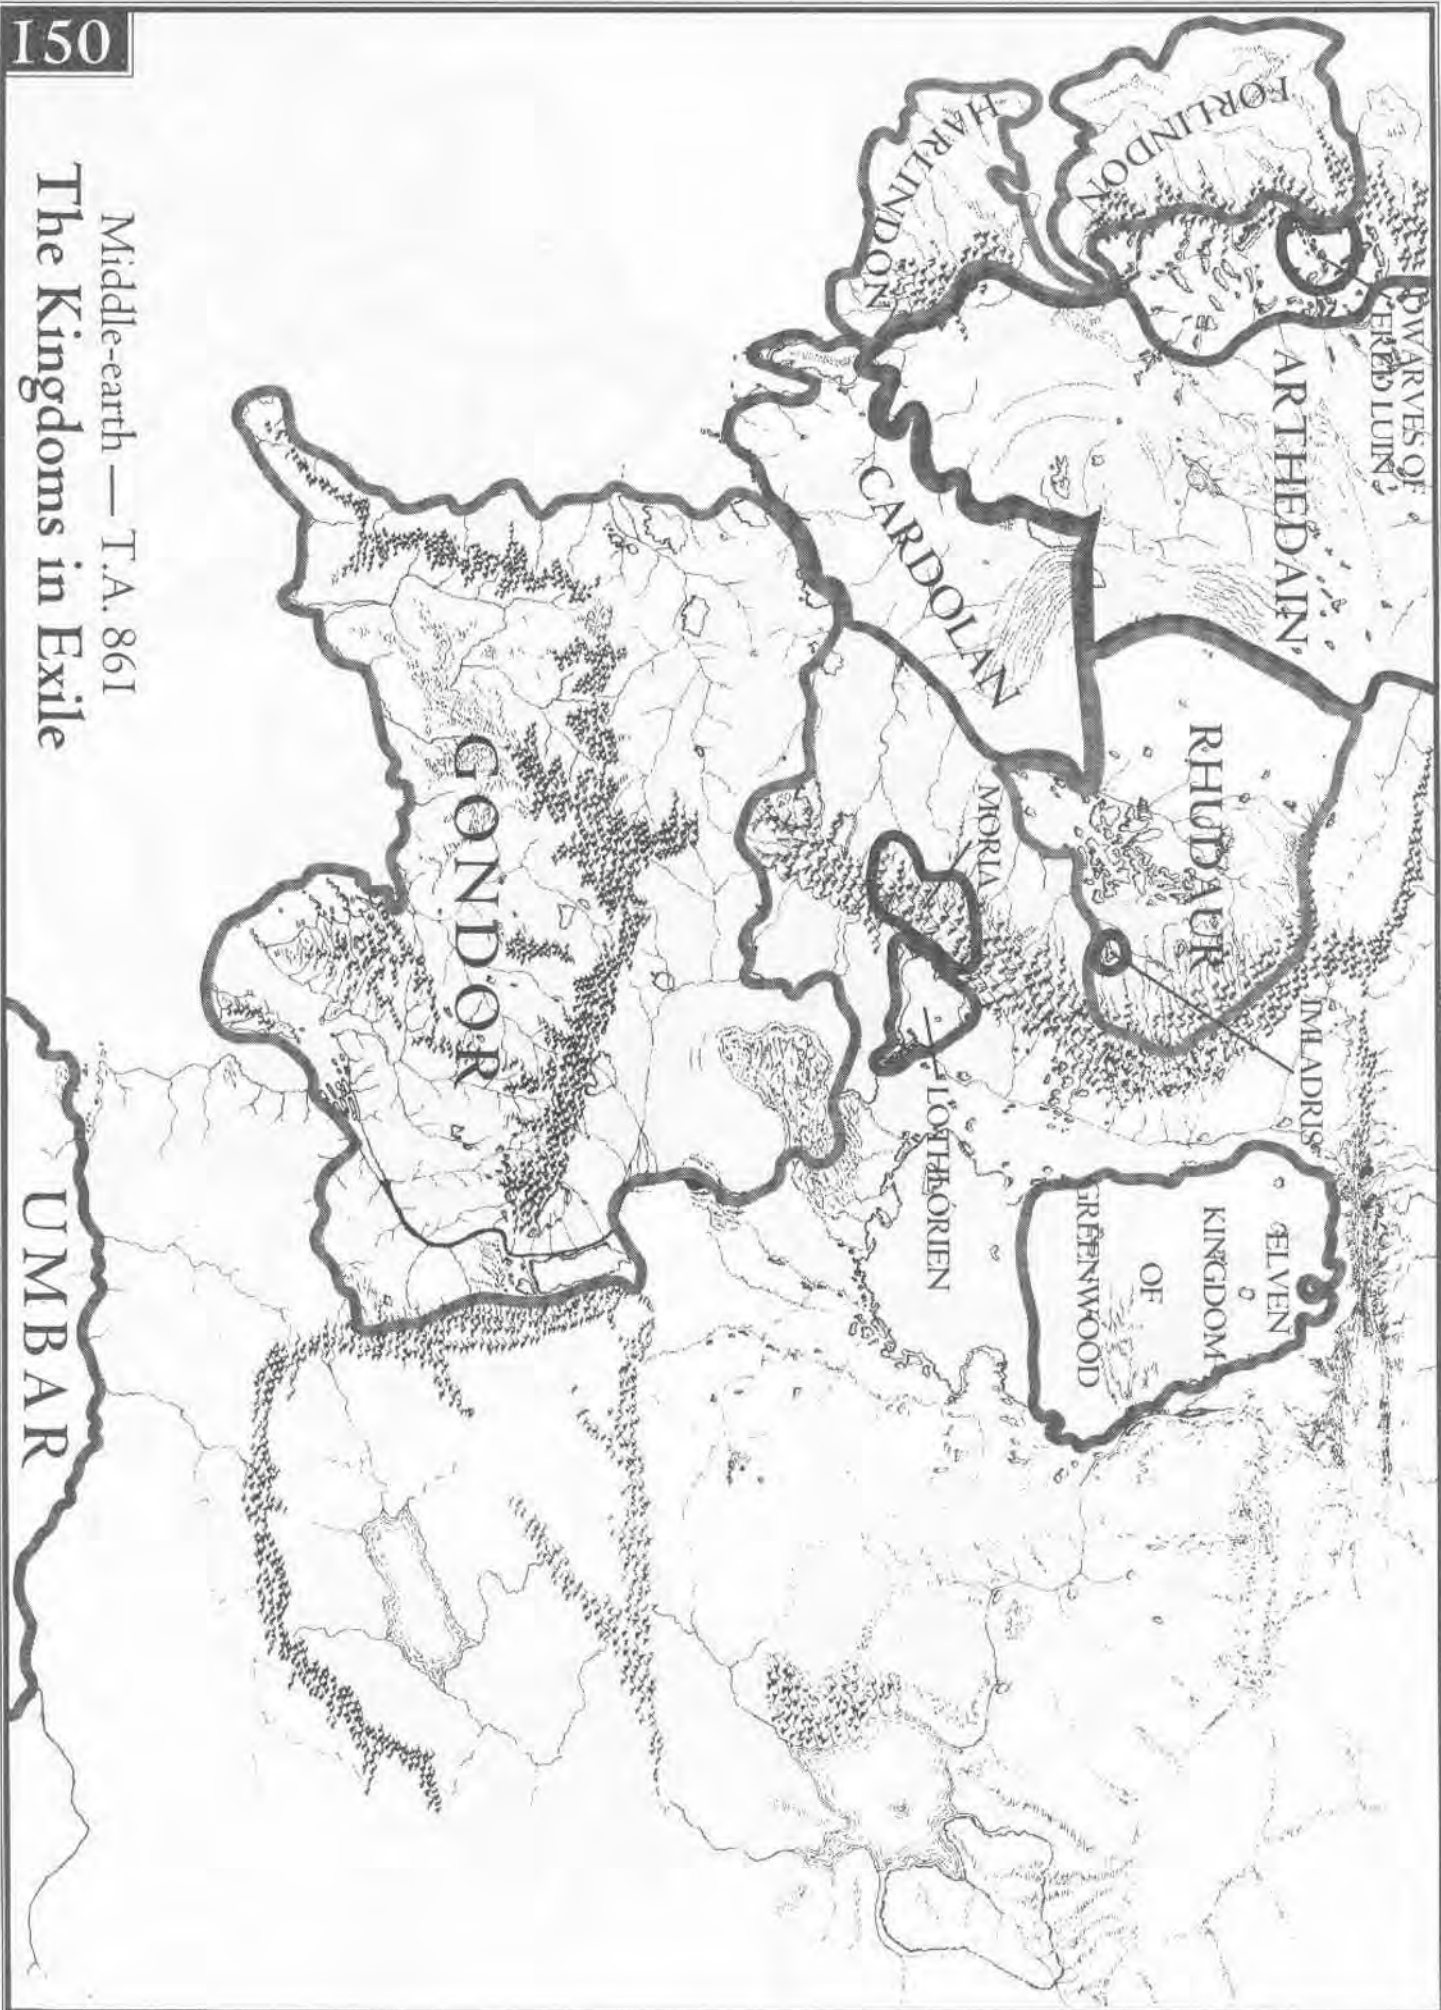 150
Middle-earth — T.A. 861
The Kingdoms in Exile
DWARVES OF
ERED LUIN
FORLINDON
HARLINDON
ARTHEDAIN
CARDOLAN
RHUDAUR
IMLADRIS
MORIA
LOTHLÓRIEN
ELVEN
KINGDOM
OF
GREENWOOD
GONDOR
UMBAR